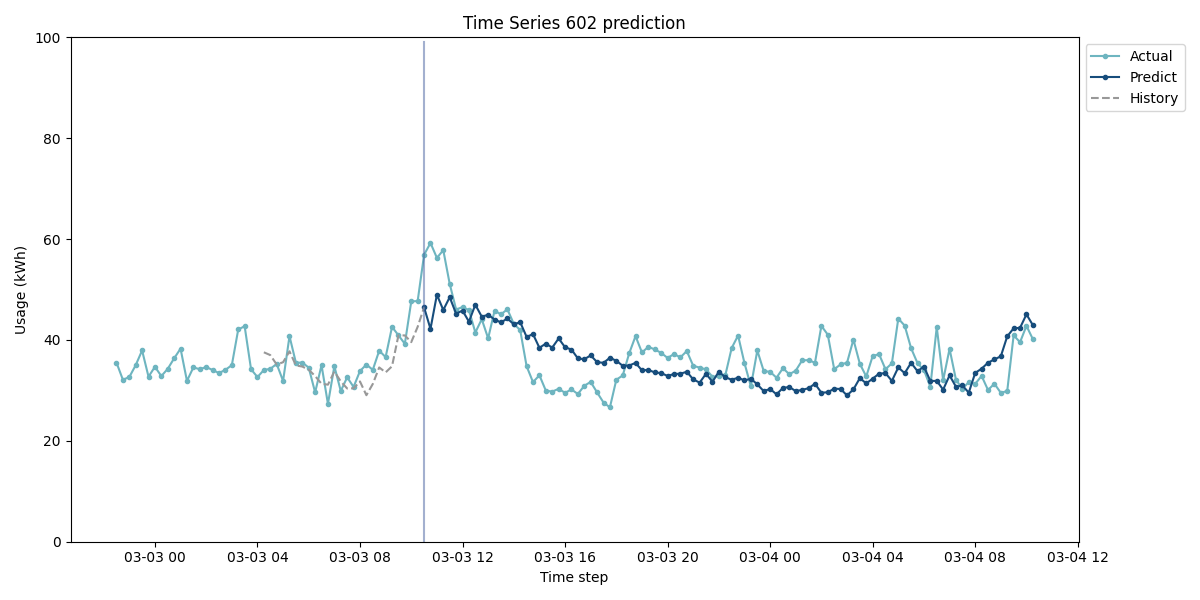 Time Series 602 prediction
100
80
60
40
20
0
Usage (kWh)
03-03 00
03-03 04
03-03 08
03-03 12
03-03 16
03-03 20
03-04 00
03-04 04
03-04 08
03-04 12
Time step
Actual
Predict
History